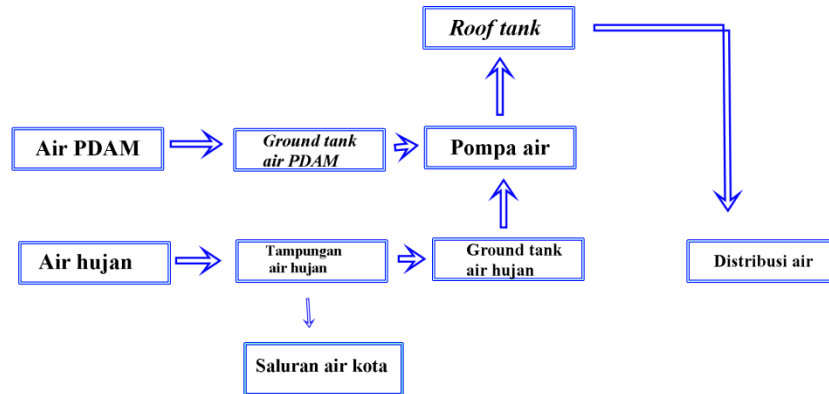 Roof tank
Air PDAM
Ground tank
air PDAM
Pompa air
Air hujan
Tampungan
air hujan
Ground tank
air hujan
Distribusi air
Saluran air kota